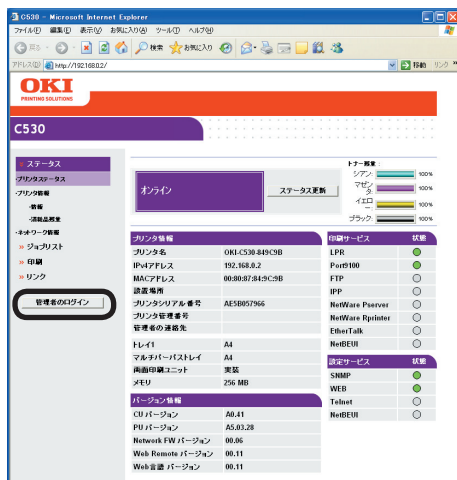 C530 - Microsoft Internet Explorer
ファイル(F) 編集(E) 表示(V) お気に入り(A) ツール(T) ヘルプ(H)
戻る 検索 お気に入り
アドレス(D) http://192.168.0.2/ 移動 リンク
OKI
PRINTING SOLUTIONS
C530
ステータス
・プリンタステータス
・プリンタ情報
・情報
・消耗品残量
・ネットワーク情報
ジョブリスト
印刷
リンク
管理者のログイン
オンライン
ステータス更新
トナー残量:
シアン: 100%
マゼンタ: 100%
イエロー: 100%
ブラック: 100%
プリンタ情報
プリンタ名 OKI-C530-849C9B
IPv4アドレス 192.168.0.2
MACアドレス 00:80:87:84:9C:9B
設置場所
プリンタシリアル番号 AE5B057966
プリンタ管理番号
管理者の連絡先
トレイ1 A4
マルチパーパストレイ A4
両面印刷ユニット 実装
メモリ 256 MB
バージョン情報
CU バージョン A0.41
PU バージョン A5.03.28
Network FW バージョン 00.06
Web Remote バージョン 00.11
Web言語 バージョン 00.11
印刷サービス 状態
LPR
Port9100
FTP
IPP
NetWare Pserver
NetWare Rprinter
EtherTalk
NetBEUI
設定サービス 状態
SNMP
WEB
Telnet
NetBEUI